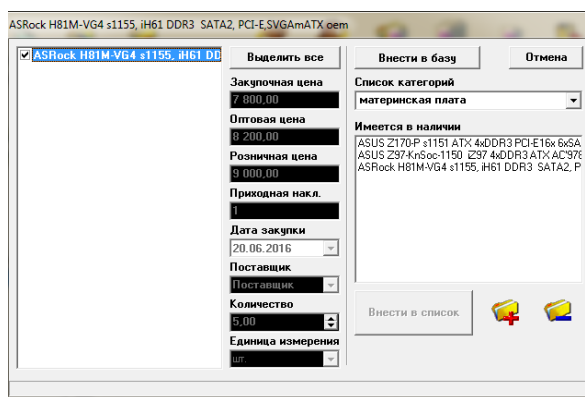 ASRock H81M-VG4 s1155, iH61 DDR3 SATA2, PCI-E,SVGAmATX oem
ASRock H81M-VG4 s1155, iH61 DD
Выделить все
Внести в базу
Отмена
Закупочная цена
7 800,00
Оптовая цена
8 200,00
Розничная цена
9 000,00
Приходная накл.
1
Дата закупки
20.06.2016
Поставщик
Поставщик
Количество
5,00
Единица измерения
шт.
Список категорий
материнская плата
Имеется в наличии
ASUS Z170-P s1151 ATX 4xDDR3 PCI-E16x 6xSA
ASUS Z97-KnSoc-1150 iZ97 4xDDR3 ATX AC'978
ASRock H81M-VG4 s1155, iH61 DDR3 SATA2, P
Внести в список